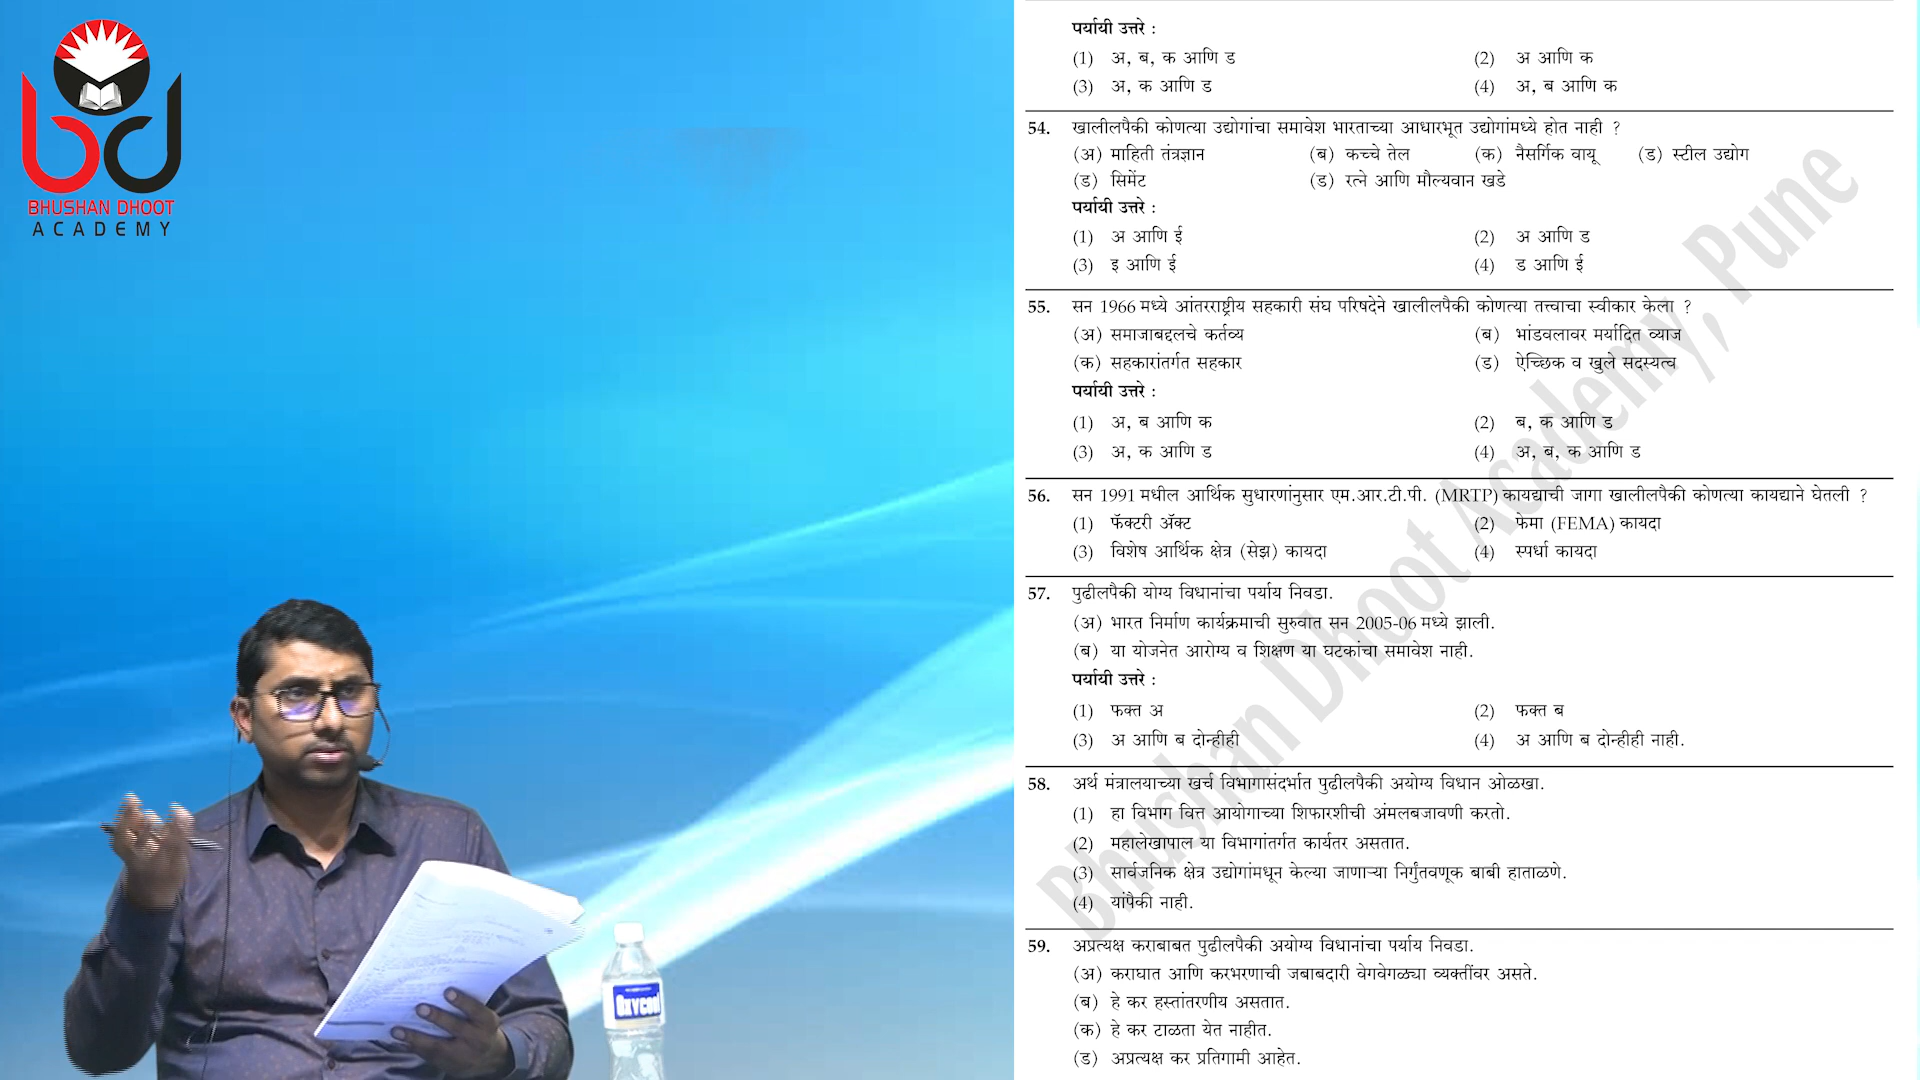 BHUSHAN DHOOT
ACADEMY
OXYCOOL
पर्यायी उत्तरे :
(1) अ, ब, क आणि ड (2) अ आणि क
(3) अ, क आणि ड (4) अ, ब आणि क
54. खालीलपैकी कोणत्या उद्योगांचा समावेश भारताच्या आधारभूत उद्योगांमध्ये होत नाही ?
(अ) माहिती तंत्रज्ञान (ब) कच्चे तेल (क) नैसर्गिक वायू (ड) स्टील उद्योग
(ड) सिमेंट (ड) रत्ने आणि मौल्यवान खडे
पर्यायी उत्तरे :
(1) अ आणि ई (2) अ आणि ड
(3) इ आणि ई (4) ड आणि ई
55. सन 1966 मध्ये आंतरराष्ट्रीय सहकारी संघ परिषदेने खालीलपैकी कोणत्या तत्त्वाचा स्वीकार केला ?
(अ) समाजाबद्दलचे कर्तव्य (ब) भांडवलावर मर्यादित व्याज
(क) सहकारांतर्गत सहकार (ड) ऐच्छिक व खुले सदस्यत्व
पर्यायी उत्तरे :
(1) अ, ब आणि क (2) ब, क आणि ड
(3) अ, क आणि ड (4) अ, ब, क आणि ड
56. सन 1991 मधील आर्थिक सुधारणांनुसार एम.आर.टी.पी. (MRTP) कायद्याची जागा खालीलपैकी कोणत्या कायद्याने घेतली ?
(1) फॅक्टरी ॲक्ट (2) फेमा (FEMA) कायदा
(3) विशेष आर्थिक क्षेत्र (सेझ) कायदा (4) स्पर्धा कायदा
57. पुढीलपैकी योग्य विधानांचा पर्याय निवडा.
(अ) भारत निर्माण कार्यक्रमाची सुरुवात सन 2005-06 मध्ये झाली.
(ब) या योजनेत आरोग्य व शिक्षण या घटकांचा समावेश नाही.
पर्यायी उत्तरे :
(1) फक्त अ (2) फक्त ब
(3) अ आणि ब दोन्हीही (4) अ आणि ब दोन्हीही नाही.
58. अर्थ मंत्रालयाच्या खर्च विभागासंदर्भात पुढीलपैकी अयोग्य विधान ओळखा.
(1) हा विभाग वित्त आयोगाच्या शिफारशीची अंमलबजावणी करतो.
(2) महालेखापाल या विभागांतर्गत कार्यतर असतात.
(3) सार्वजनिक क्षेत्र उद्योगांमधून केल्या जाणाऱ्या निर्गुंतवणूक बाबी हाताळणे.
(4) यांपैकी नाही.
59. अप्रत्यक्ष कराबाबत पुढीलपैकी अयोग्य विधानांचा पर्याय निवडा.
(अ) कराघात आणि करभरणाची जबाबदारी वेगवेगळ्या व्यक्तींवर असते.
(ब) हे कर हस्तांतरणीय असतात.
(क) हे कर टाळता येत नाहीत.
(ड) अप्रत्यक्ष कर प्रतिगामी आहेत.
Bhushan Dhoot Academy, Pune